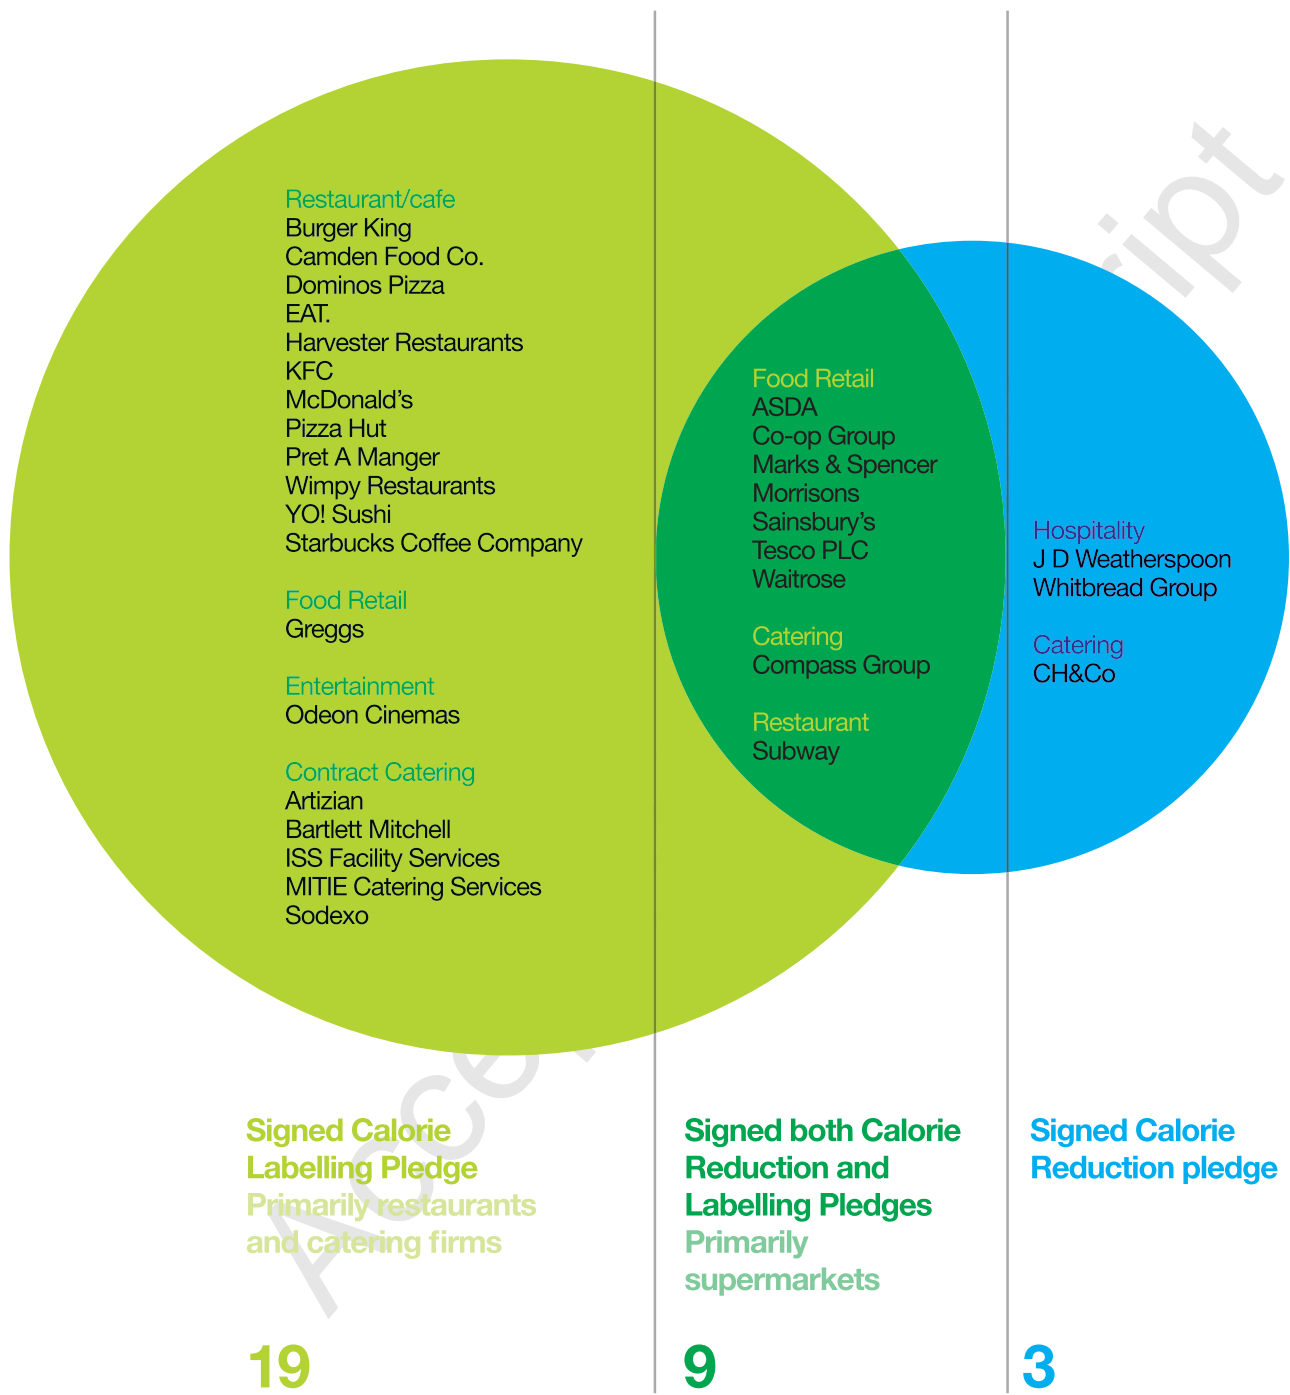 Restaurant/cafe
Burger King
Camden Food Co.
Dominos Pizza
EAT.
Harvester Restaurants
KFC
McDonald's
Pizza Hut
Pret A Manger
Wimpy Restaurants
YO! Sushi
Starbucks Coffee Company
Food Retail
Greggs
Entertainment
Odeon Cinemas
Contract Catering
Artizian
Bartlett Mitchell
ISS Facility Services
MITIE Catering Services
Sodexo
Food Retail
ASDA
Co-op Group
Marks & Spencer
Morrisons
Sainsbury's
Tesco PLC
Waitrose
Catering
Compass Group
Restaurant
Subway
Hospitality
J D Weatherspoon
Whitbread Group
Catering
CH&Co
Signed Calorie
Labelling Pledge
Primarily restaurants
and catering firms
19
Signed both Calorie
Reduction and
Labelling Pledges
Primarily
supermarkets
9
Signed Calorie
Reduction pledge
3